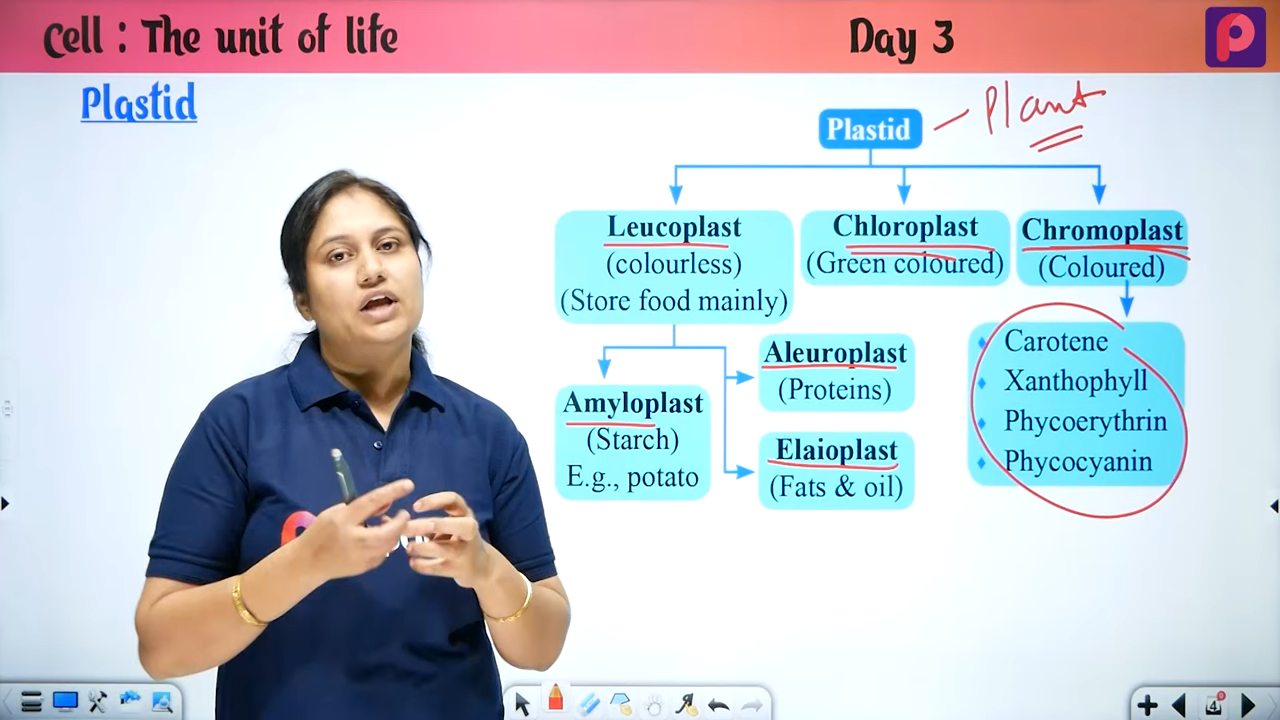 Cell : The unit of life
Day 3
Plastid
Plastid
Plant
Leucoplast
(colourless)
(Store food mainly)
Chloroplast
(Green coloured)
Chromoplast
(Coloured)
Amyloplast
(Starch)
E.g., potato
Aleuroplast
(Proteins)
Elaioplast
(Fats & oil)
Carotene
Xanthophyll
Phycoerythrin
Phycocyanin
4